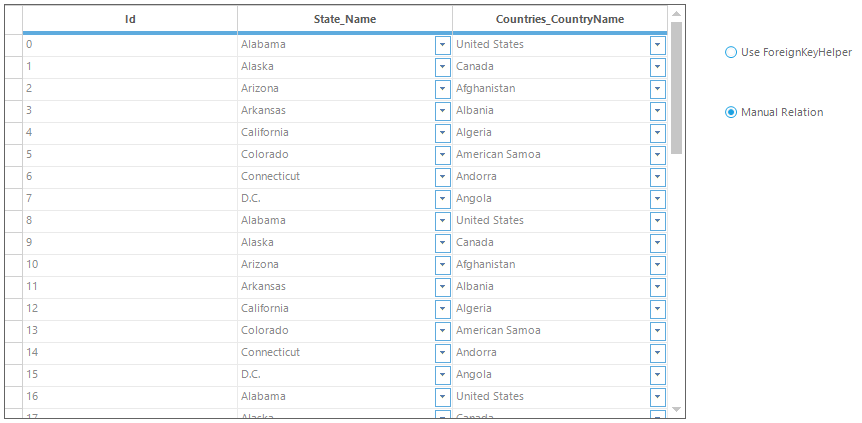 Id State_Name Countries_CountryName
0 Alabama United States
1 Alaska Canada
2 Arizona Afghanistan
3 Arkansas Albania
4 California Algeria
5 Colorado American Samoa
6 Connecticut Andorra
7 D.C. Angola
8 Alabama United States
9 Alaska Canada
10 Arizona Afghanistan
11 Arkansas Albania
12 California Algeria
13 Colorado American Samoa
14 Connecticut Andorra
15 D.C. Angola
16 Alabama United States
17 Alaska Canada
Use ForeignKeyHelper
Manual Relation